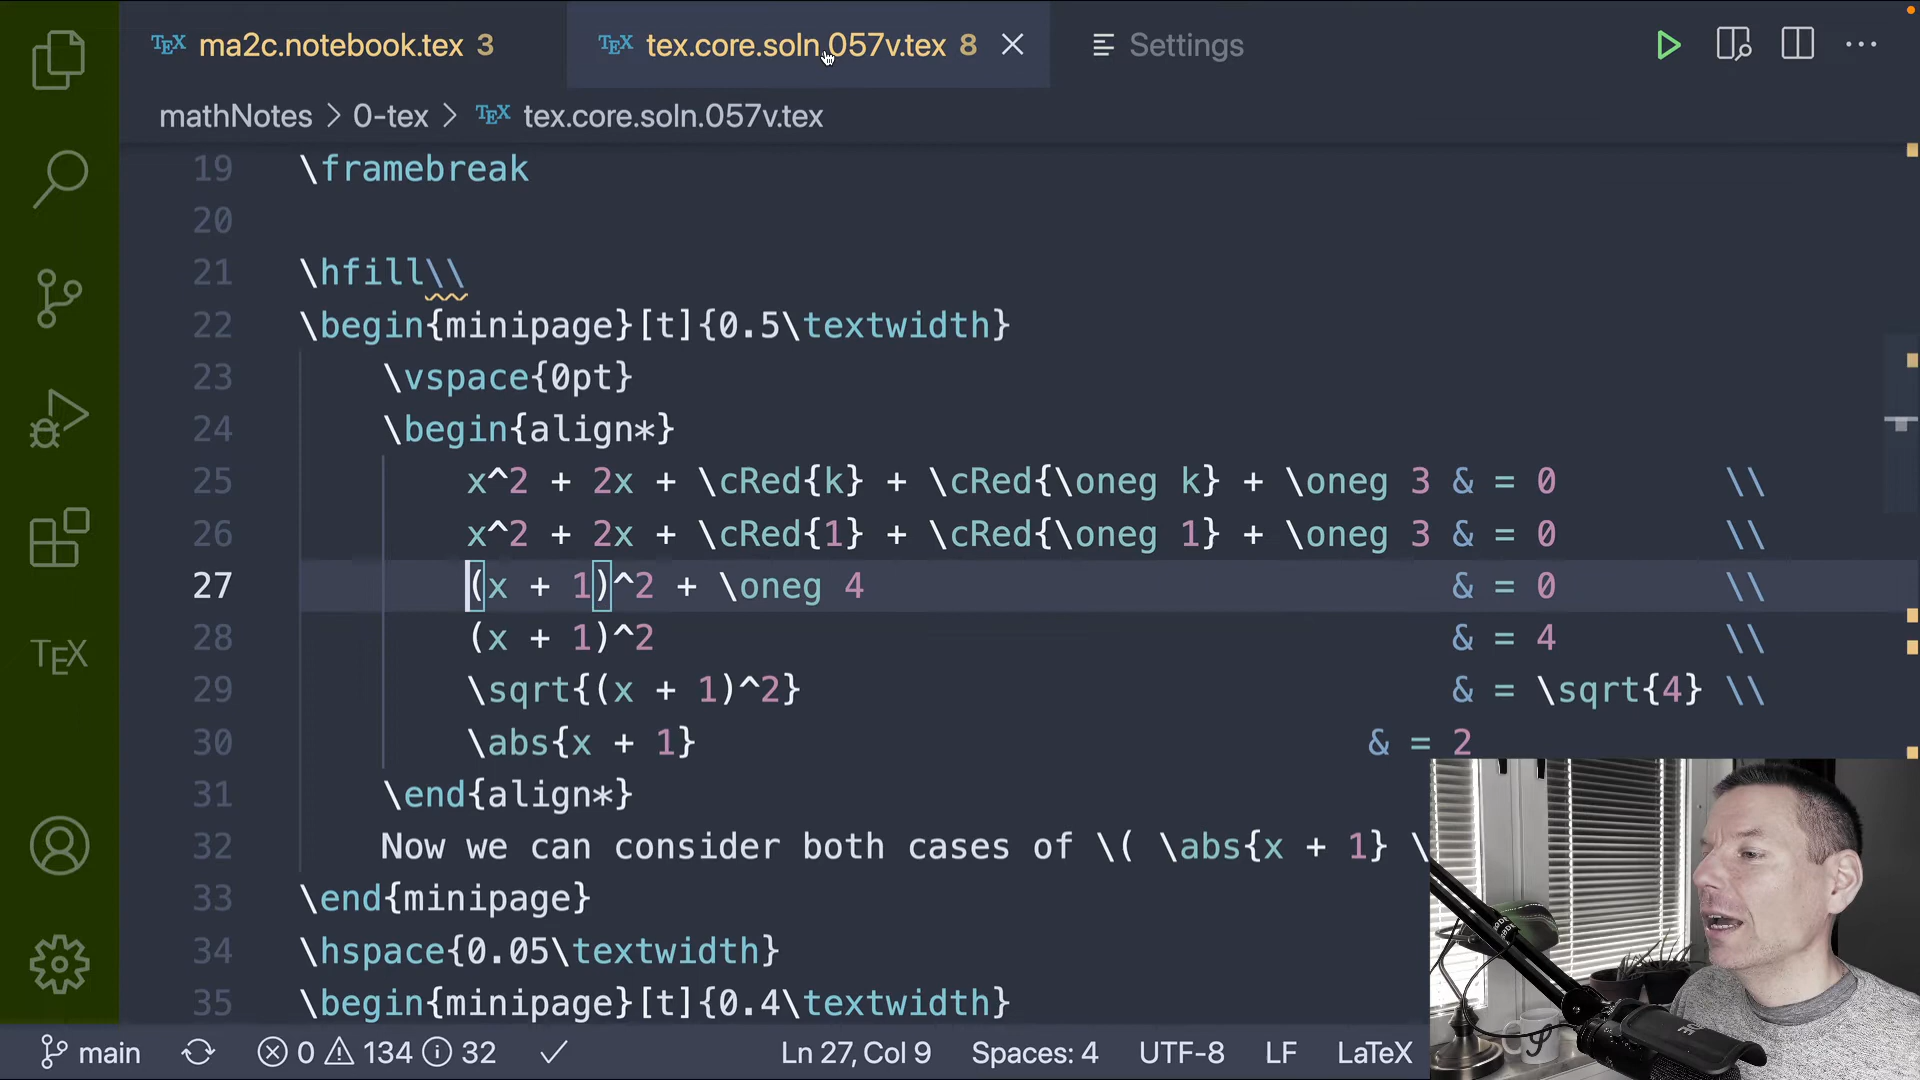 TEX ma2c.notebook.tex 3 TEX tex.core.soln.057v.tex 8 Settings
mathNotes > 0-tex > TEX tex.core.soln.057v.tex
19 \framebreak
20
21 \hfill\\
22 \begin{minipage}[t]{0.5\textwidth}
23 \vspace{0pt}
24 \begin{align*}
25 x^2 + 2x + \cRed{k} + \cRed{\oneg k} + \oneg 3 & = 0 \\
26 x^2 + 2x + \cRed{1} + \cRed{\oneg 1} + \oneg 3 & = 0 \\
27 (x + 1)^2 + \oneg 4 & = 0 \\
28 (x + 1)^2 & = 4 \\
29 \sqrt{(x + 1)^2} & = \sqrt{4} \\
30 \abs{x + 1} & = 2
31 \end{align*}
32 Now we can consider both cases of \( \abs{x + 1} \
33 \end{minipage}
34 \hspace{0.05\textwidth}
35 \begin{minipage}[t]{0.4\textwidth}
TEX
main 0 134 32 Ln 27, Col 9 Spaces: 4 UTF-8 LF LaTeX